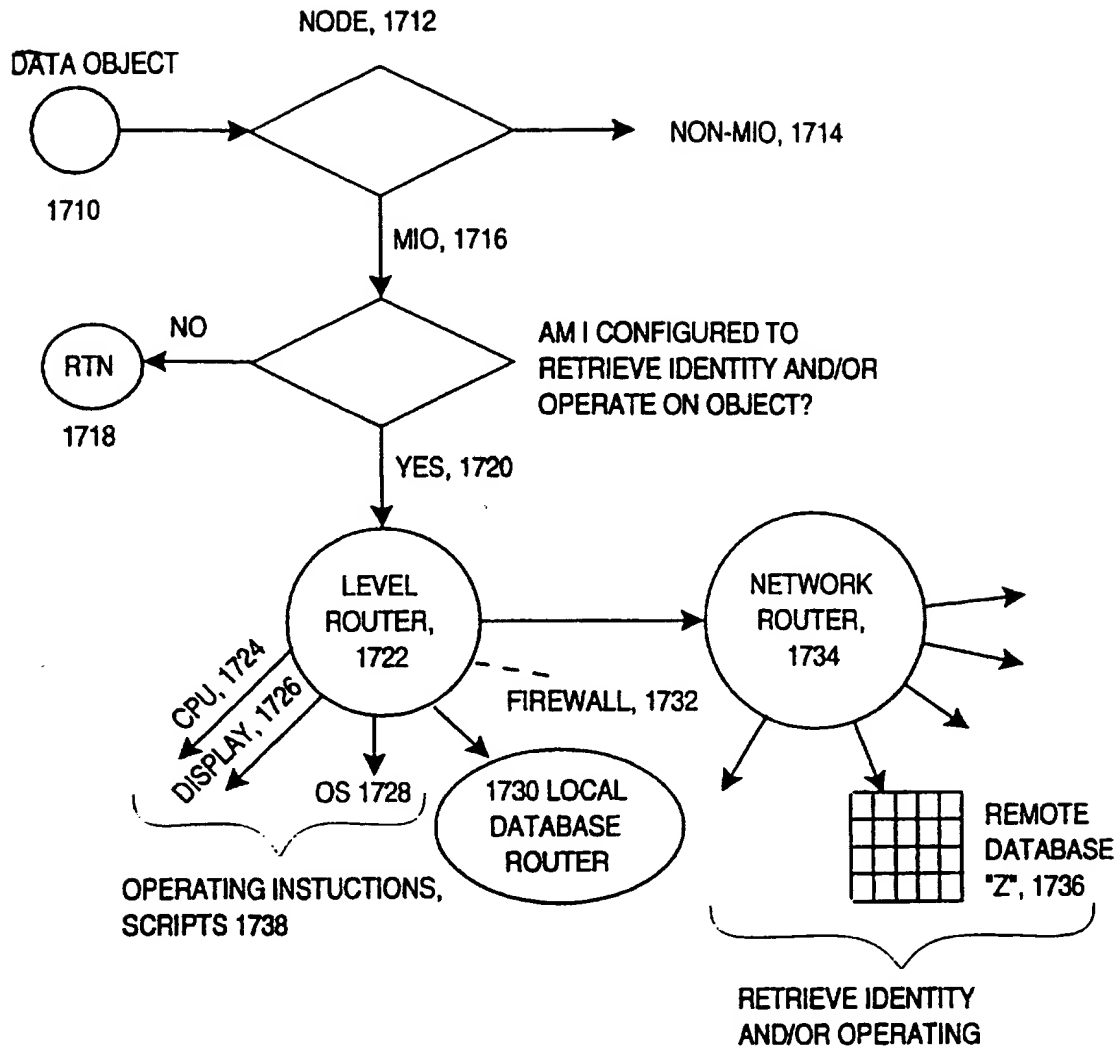 NODE, 1712
DATA OBJECT
1710
NON-MIO, 1714
MIO, 1716
NO
RTN
1718
AM I CONFIGURED TO
RETRIEVE IDENTITY AND/OR
OPERATE ON OBJECT?
YES, 1720
LEVEL
ROUTER,
1722
NETWORK
ROUTER,
1734
CPU, 1724
DISPLAY, 1726
OS 1728
FIREWALL, 1732
1730 LOCAL
DATABASE
ROUTER
REMOTE
DATABASE
"Z", 1736
OPERATING INSTUCTIONS,
SCRIPTS 1738
RETRIEVE IDENTITY
AND/OR OPERATING